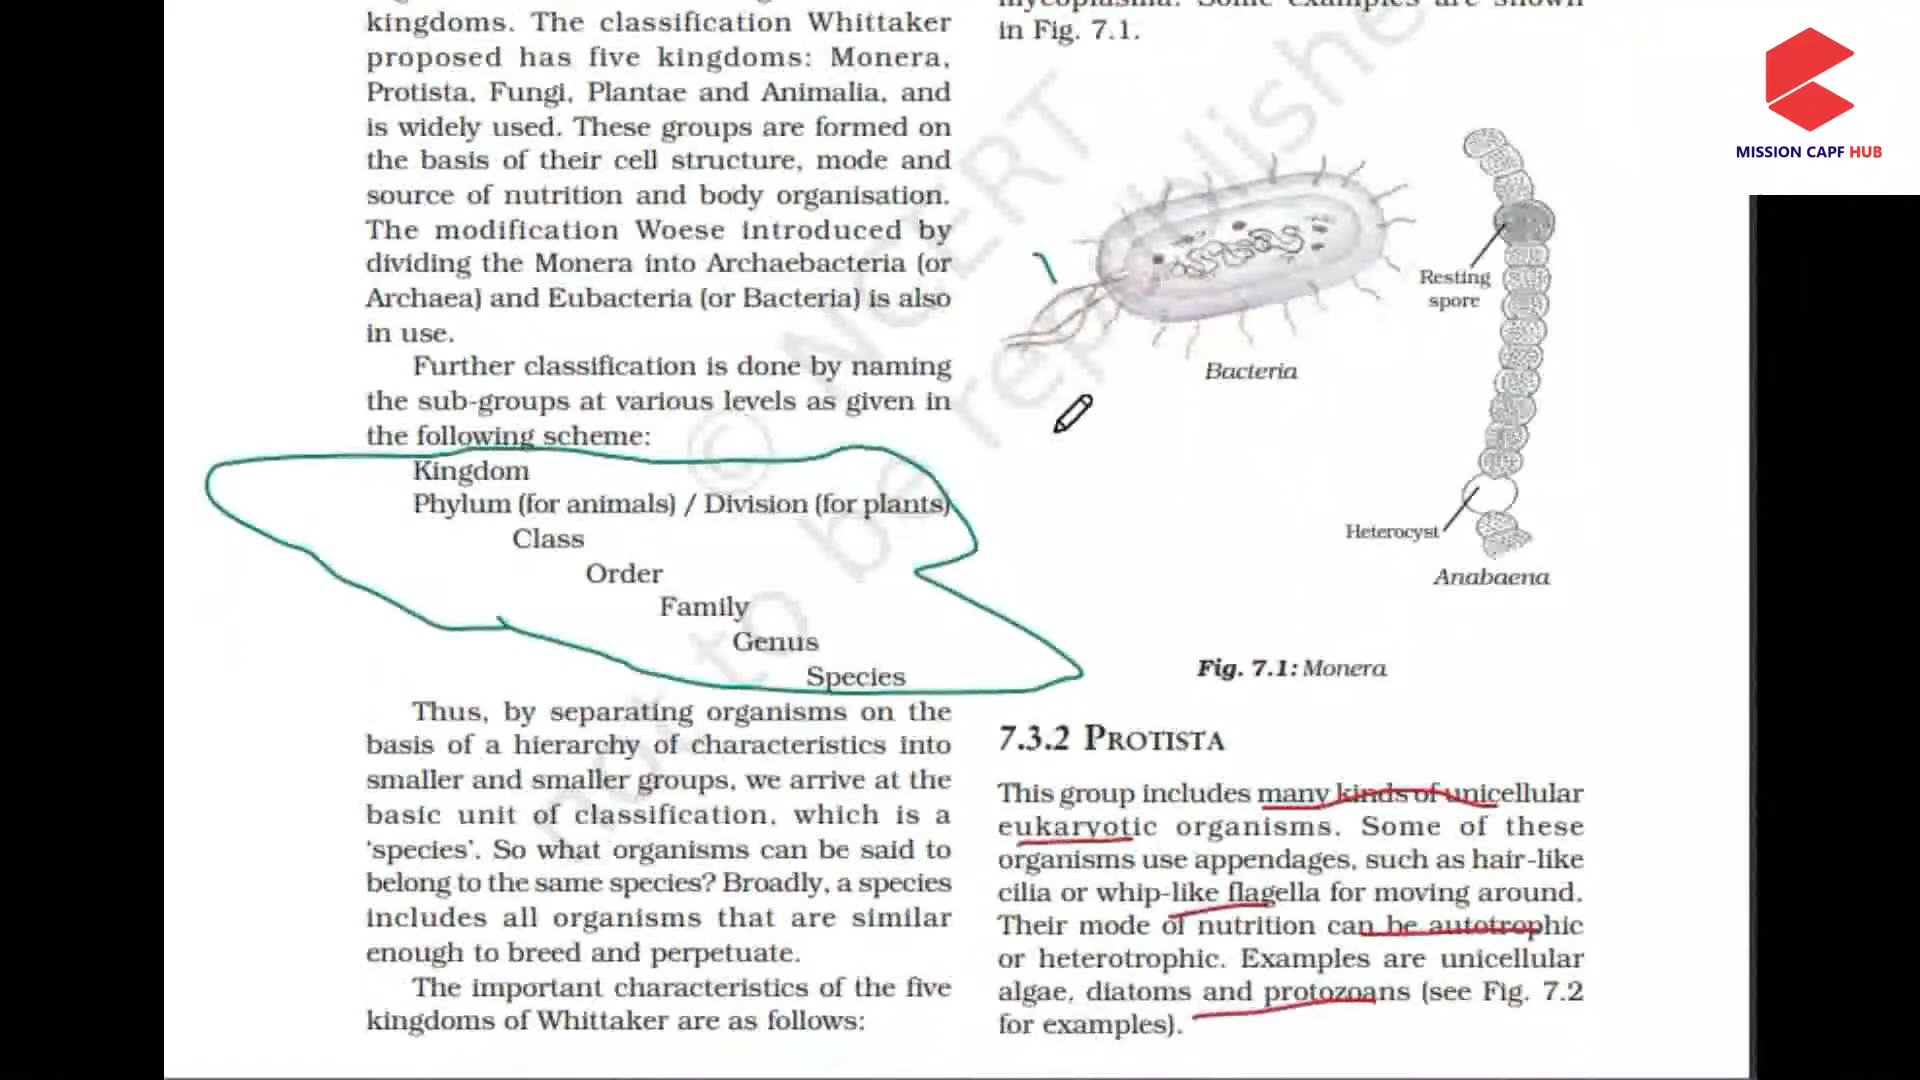 kingdoms. The classification Whittaker
proposed has five kingdoms: Monera,
Protista, Fungi, Plantae and Animalia, and
is widely used. These groups are formed on
the basis of their cell structure, mode and
source of nutrition and body organisation.
The modification Woese introduced by
dividing the Monera into Archaebacteria (or
Archaea) and Eubacteria (or Bacteria) is also
in use.
Further classification is done by naming
the sub-groups at various levels as given in
the following scheme:
Kingdom
Phylum (for animals) / Division (for plants)
Class
Order
Family
Genus
Species
Thus, by separating organisms on the
basis of a hierarchy of characteristics into
smaller and smaller groups, we arrive at the
basic unit of classification, which is a
‘species’. So what organisms can be said to
belong to the same species? Broadly, a species
includes all organisms that are similar
enough to breed and perpetuate.
The important characteristics of the five
kingdoms of Whittaker are as follows:
mycoplasma. Some examples are shown
in Fig. 7.1.
Resting
spore
Bacteria
Heterocyst
Anabaena
Fig. 7.1: Monera
7.3.2 PROTISTA
This group includes many kinds of unicellular
eukaryotic organisms. Some of these
organisms use appendages, such as hair-like
cilia or whip-like flagella for moving around.
Their mode of nutrition can be autotrophic
or heterotrophic. Examples are unicellular
algae, diatoms and protozoans (see Fig. 7.2
for examples).
© NCERT
not to be republishe
MISSION CAPF HUB